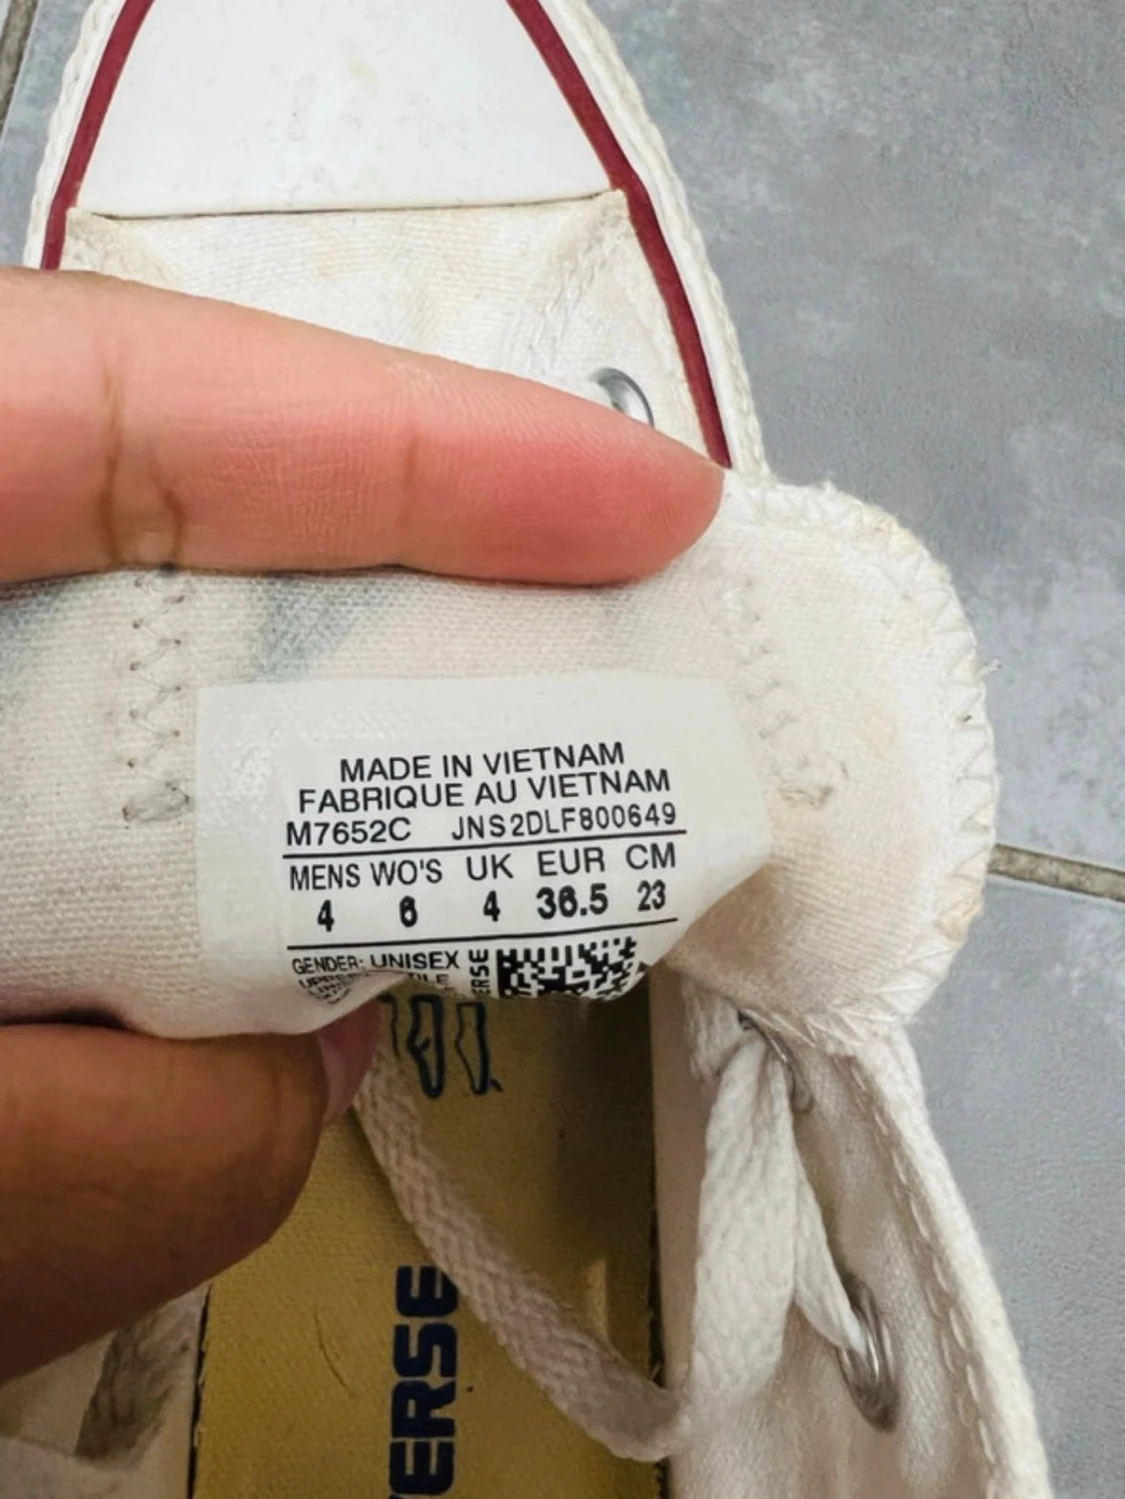 MADE IN VIETNAM
FABRIQUE AU VIETNAM
M7652C JNS2DLF800649
MENS WO'S UK EUR CM
4 6 4 36.5 23
GENDER: UNISEX
ERSE
VERSE